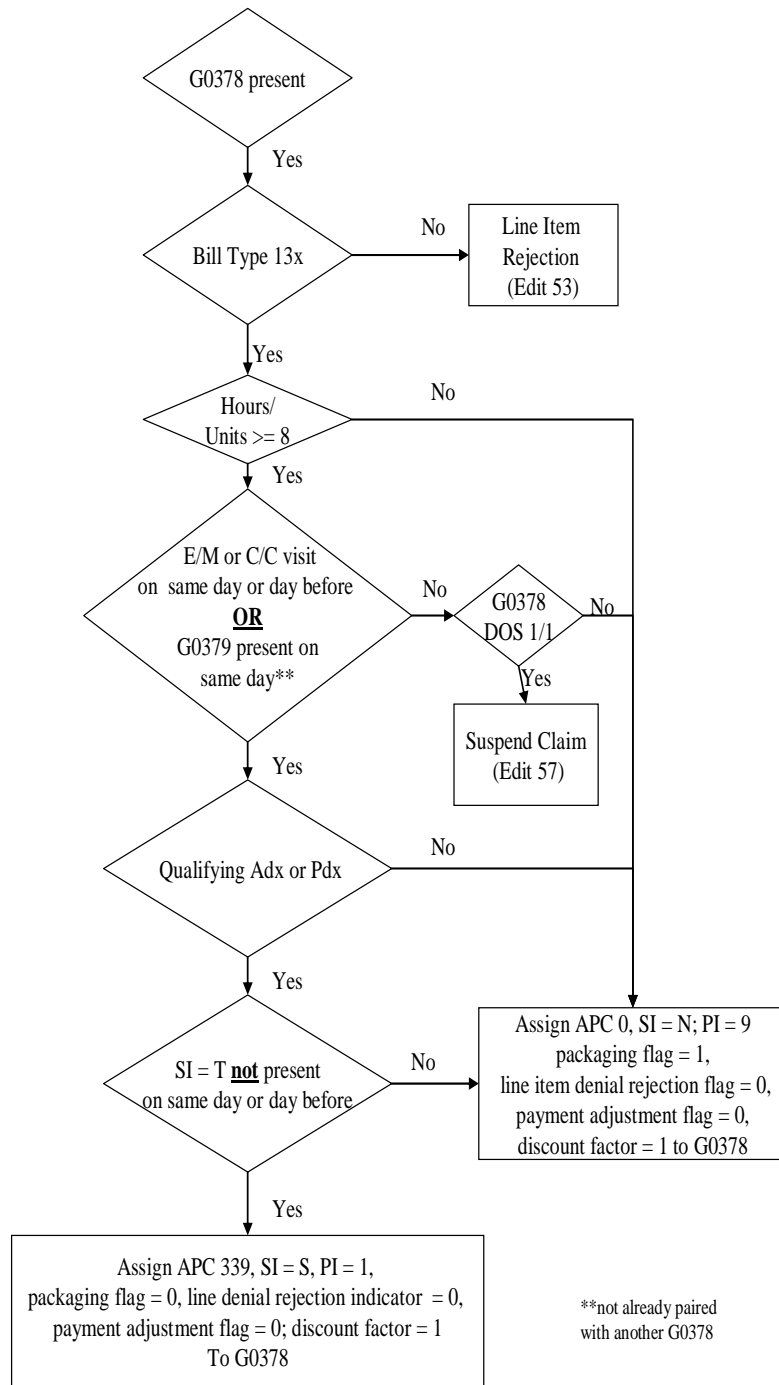 G0378 present
Yes
Bill Type 13x
No
Line Item
Rejection
(Edit 53)
Yes
Hours/
Units >= 8
No
Yes
E/M or C/C visit
on same day or day before
OR
G0379 present on
same day**
No
G0378
DOS 1/1
No
Yes
Suspend Claim
(Edit 57)
Yes
Qualifying Adx or Pdx
No
Yes
SI = T not present
on same day or day before
No
Assign APC 0, SI = N; PI = 9
packaging flag = 1,
line item denial rejection flag = 0,
payment adjustment flag = 0,
discount factor = 1 to G0378
Yes
Assign APC 339, SI = S, PI = 1,
packaging flag = 0, line denial rejection indicator = 0,
payment adjustment flag = 0; discount factor = 1
To G0378
**not already paired
with another G0378